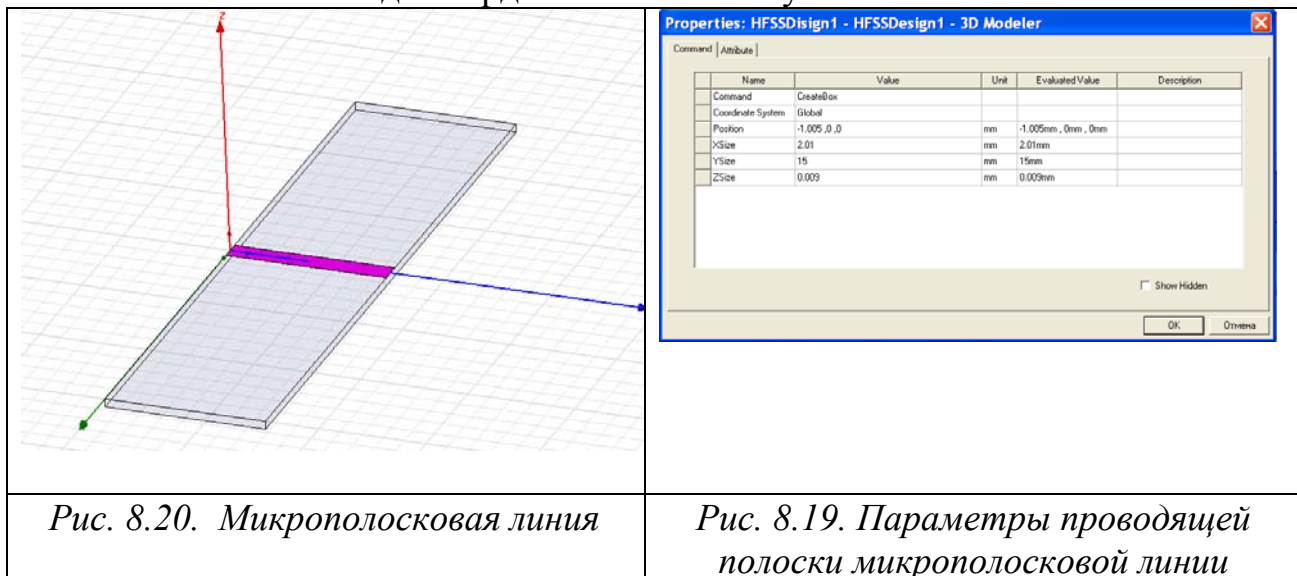 z
Properties: HFSSDisign1 - HFSSDesign1 - 3D Modeler
Command Attribute
Name Value Unit Evaluated Value Description
Command CreateBox
Coordinate System Global
Position -1.005 ,0 ,0 mm -1.005mm , 0mm , 0mm
XSize 2.01 mm 2.01mm
YSize 15 mm 15mm
ZSize 0.009 mm 0.009mm
Show Hidden
OK Отмена
Рис. 8.20. Микрополосковая линия
Рис. 8.19. Параметры проводящей
полоски микрополосковой линии